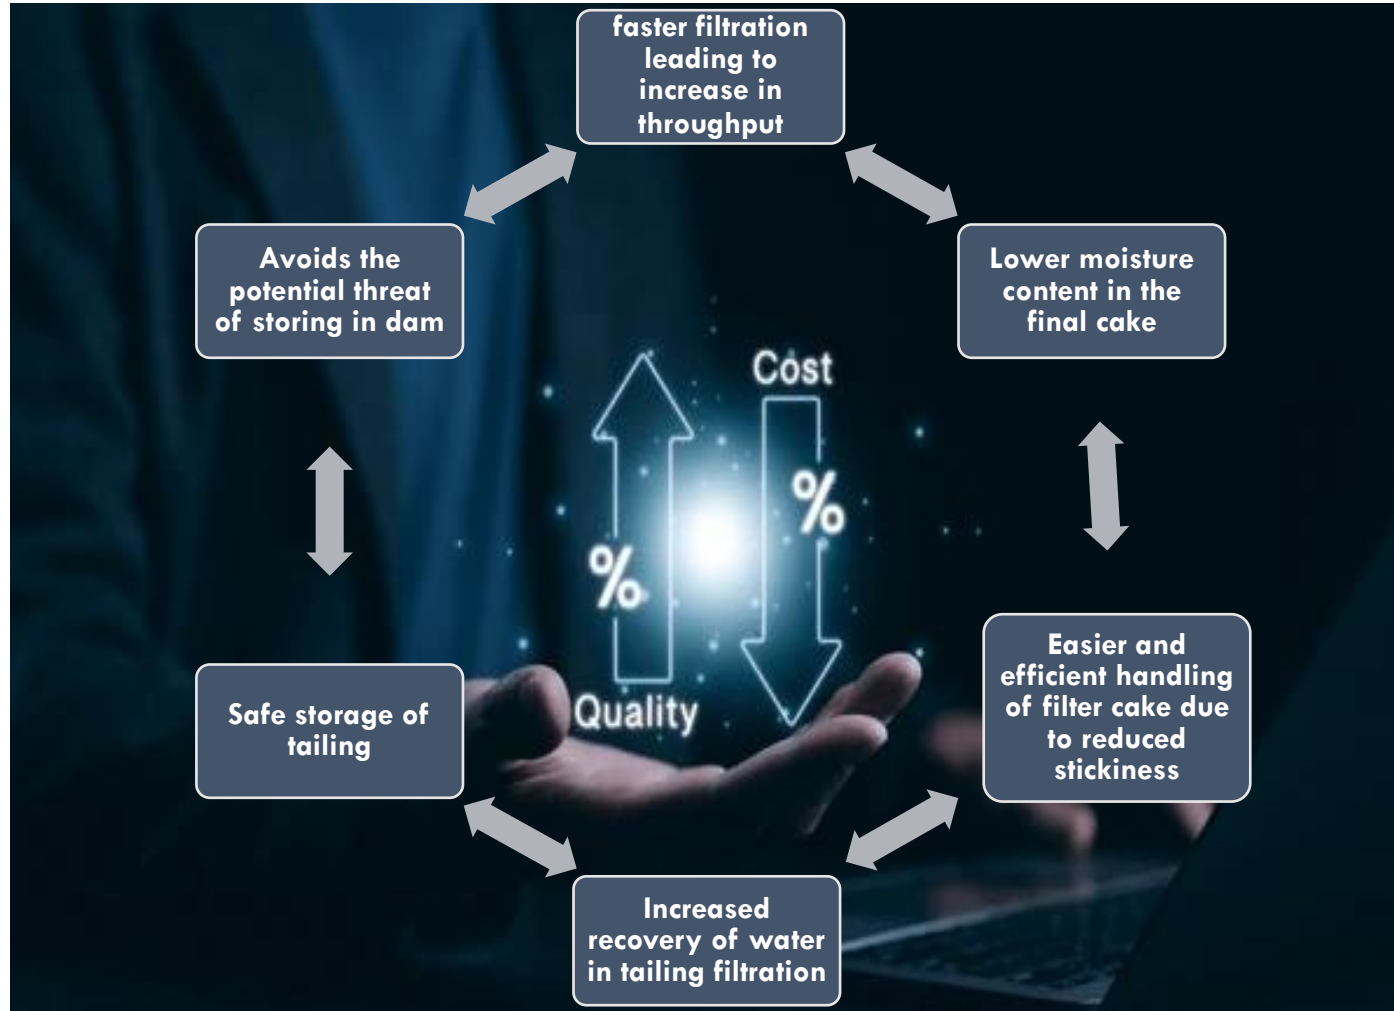 faster filtration
leading to
increase in
throughput
Avoids the
potential threat
of storing in dam
Lower moisture
content in the
final cake
Cost
%
%
Quality
Safe storage of
tailing
Easier and
efficient handling
of filter cake due
to reduced
stickiness
Increased
recovery of water
in tailing filtration